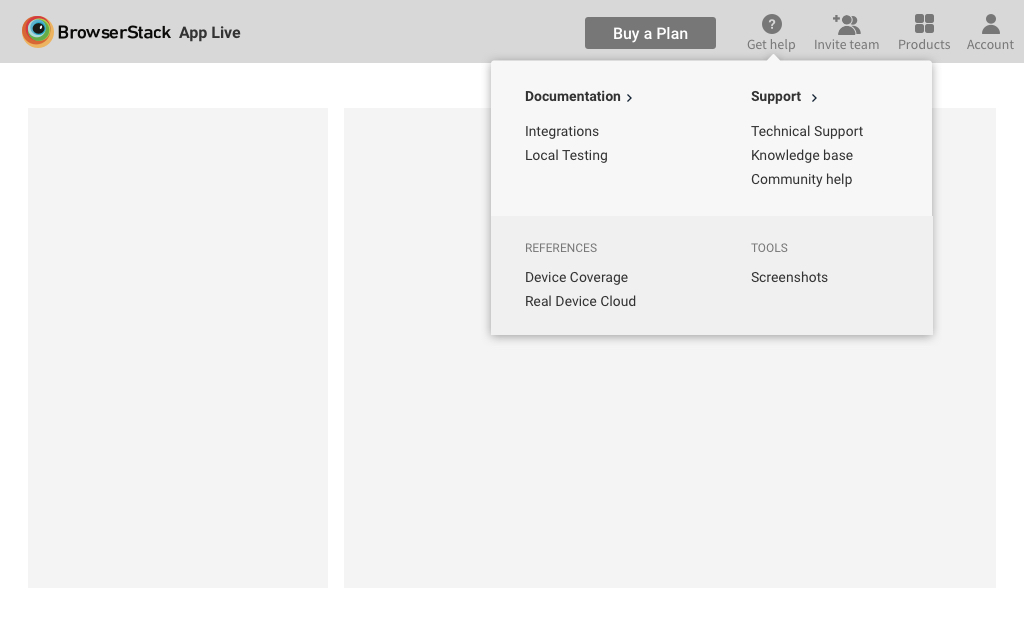 BrowserStack App Live
Buy a Plan
Get help
Invite team
Products
Account
Documentation
Integrations
Local Testing
Support
Technical Support
Knowledge base
Community help
REFERENCES
Device Coverage
Real Device Cloud
TOOLS
Screenshots